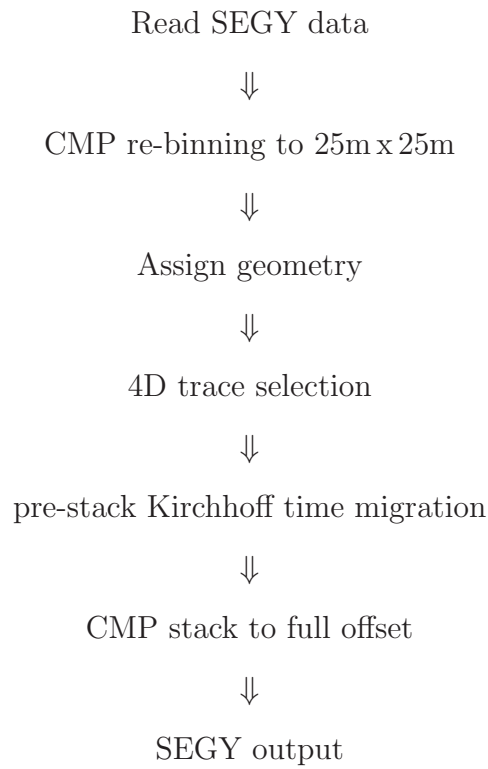 Read SEGY data
⇓
CMP re-binning to 25m x 25m
⇓
Assign geometry
⇓
4D trace selection
⇓
pre-stack Kirchhoff time migration
⇓
CMP stack to full offset
⇓
SEGY output